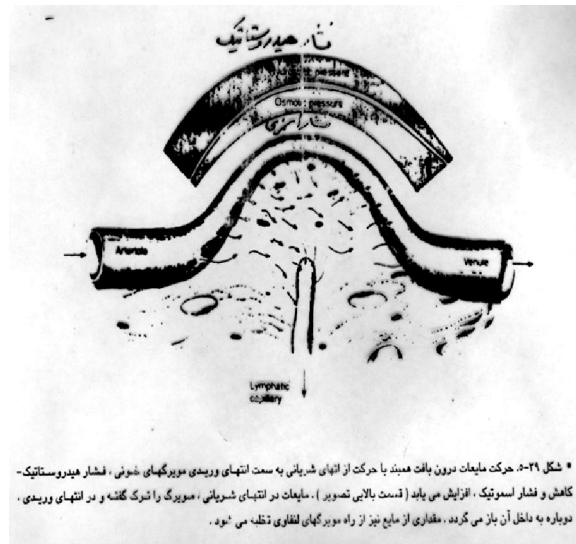 فشار هیدروستاتیک
pressure
Osmotic pressure
فشار اسمزی
Arteriole
Venule
Lymphatic
capillary
• شکل ۲۹-۵. حرکت مایعات درون بافت همبند با حرکت از انهای شریانی به سمت انتهای وریدی مویرگهای خونی ، فشار هیدروستاتیک-
کاهش و فشار اسموتیک ، افزایش می یابد ( قسمت بالایی تصویر ) . مایعات در انتهای شریانی ، مویرگ را ترک گفته و در انتهای وریدی ،
دوباره به داخل آن باز می گردد . مقداری از مایع نیز از راه مویرگهای لنفاوی تخلیه می شود .